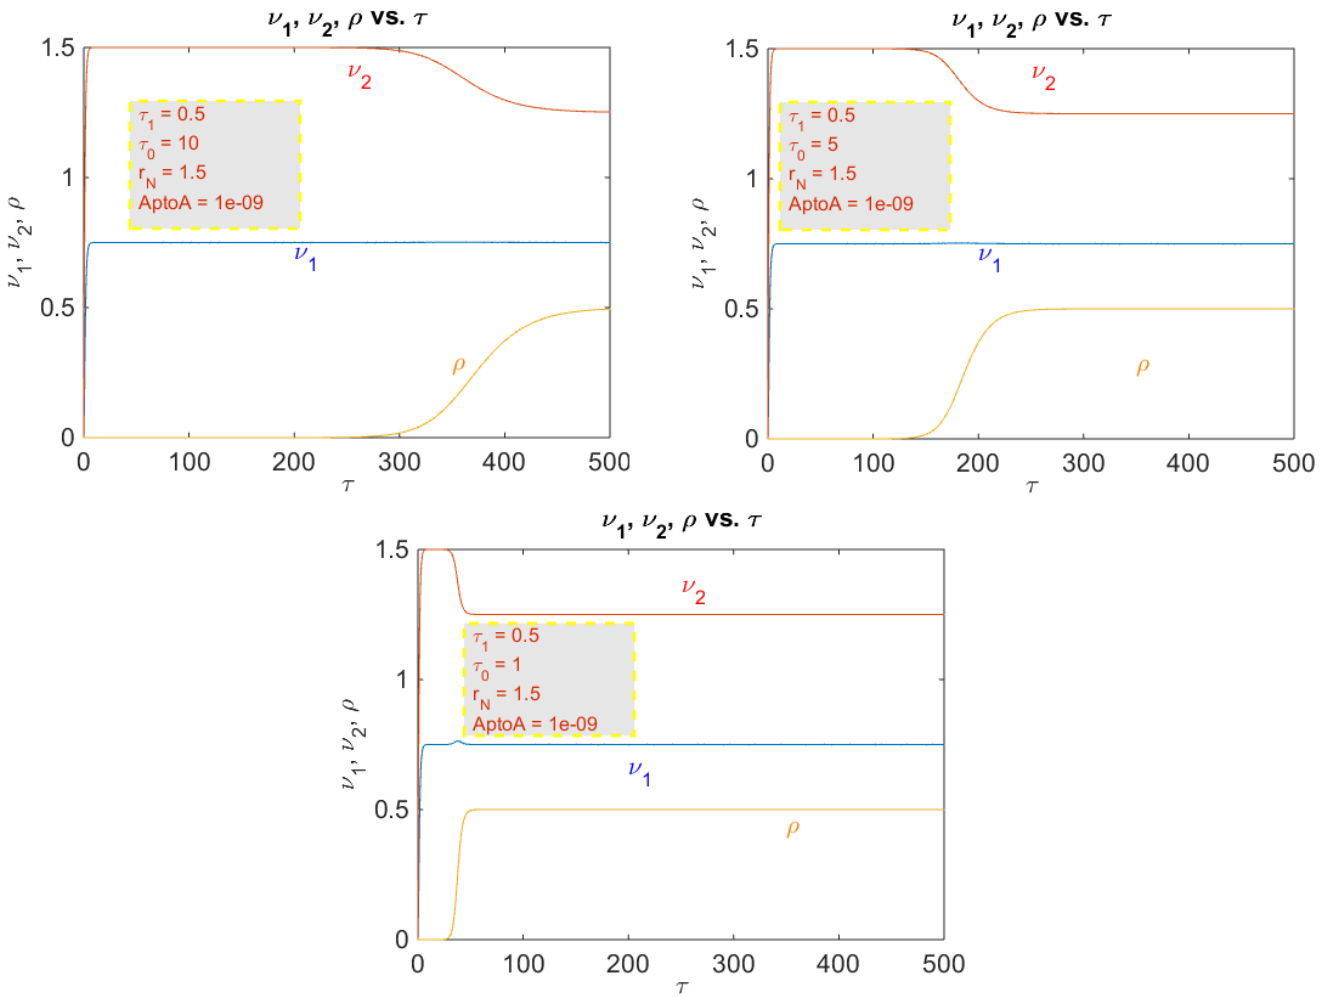 ν1, ν2, ρ vs. τ
1.5
1
0.5
0
ν1, ν2, ρ
ν2
τ1 = 0.5
τ0 = 10
rN = 1.5
AptoA = 1e-09
ν1
ρ
0 100 200 300 400 500
τ
ν1, ν2, ρ vs. τ
1.5
1
0.5
0
ν1, ν2, ρ
ν2
τ1 = 0.5
τ0 = 5
rN = 1.5
AptoA = 1e-09
ν1
ρ
0 100 200 300 400 500
τ
ν1, ν2, ρ vs. τ
1.5
1
0.5
0
ν1, ν2, ρ
ν2
τ1 = 0.5
τ0 = 1
rN = 1.5
AptoA = 1e-09
ν1
ρ
0 100 200 300 400 500
τ